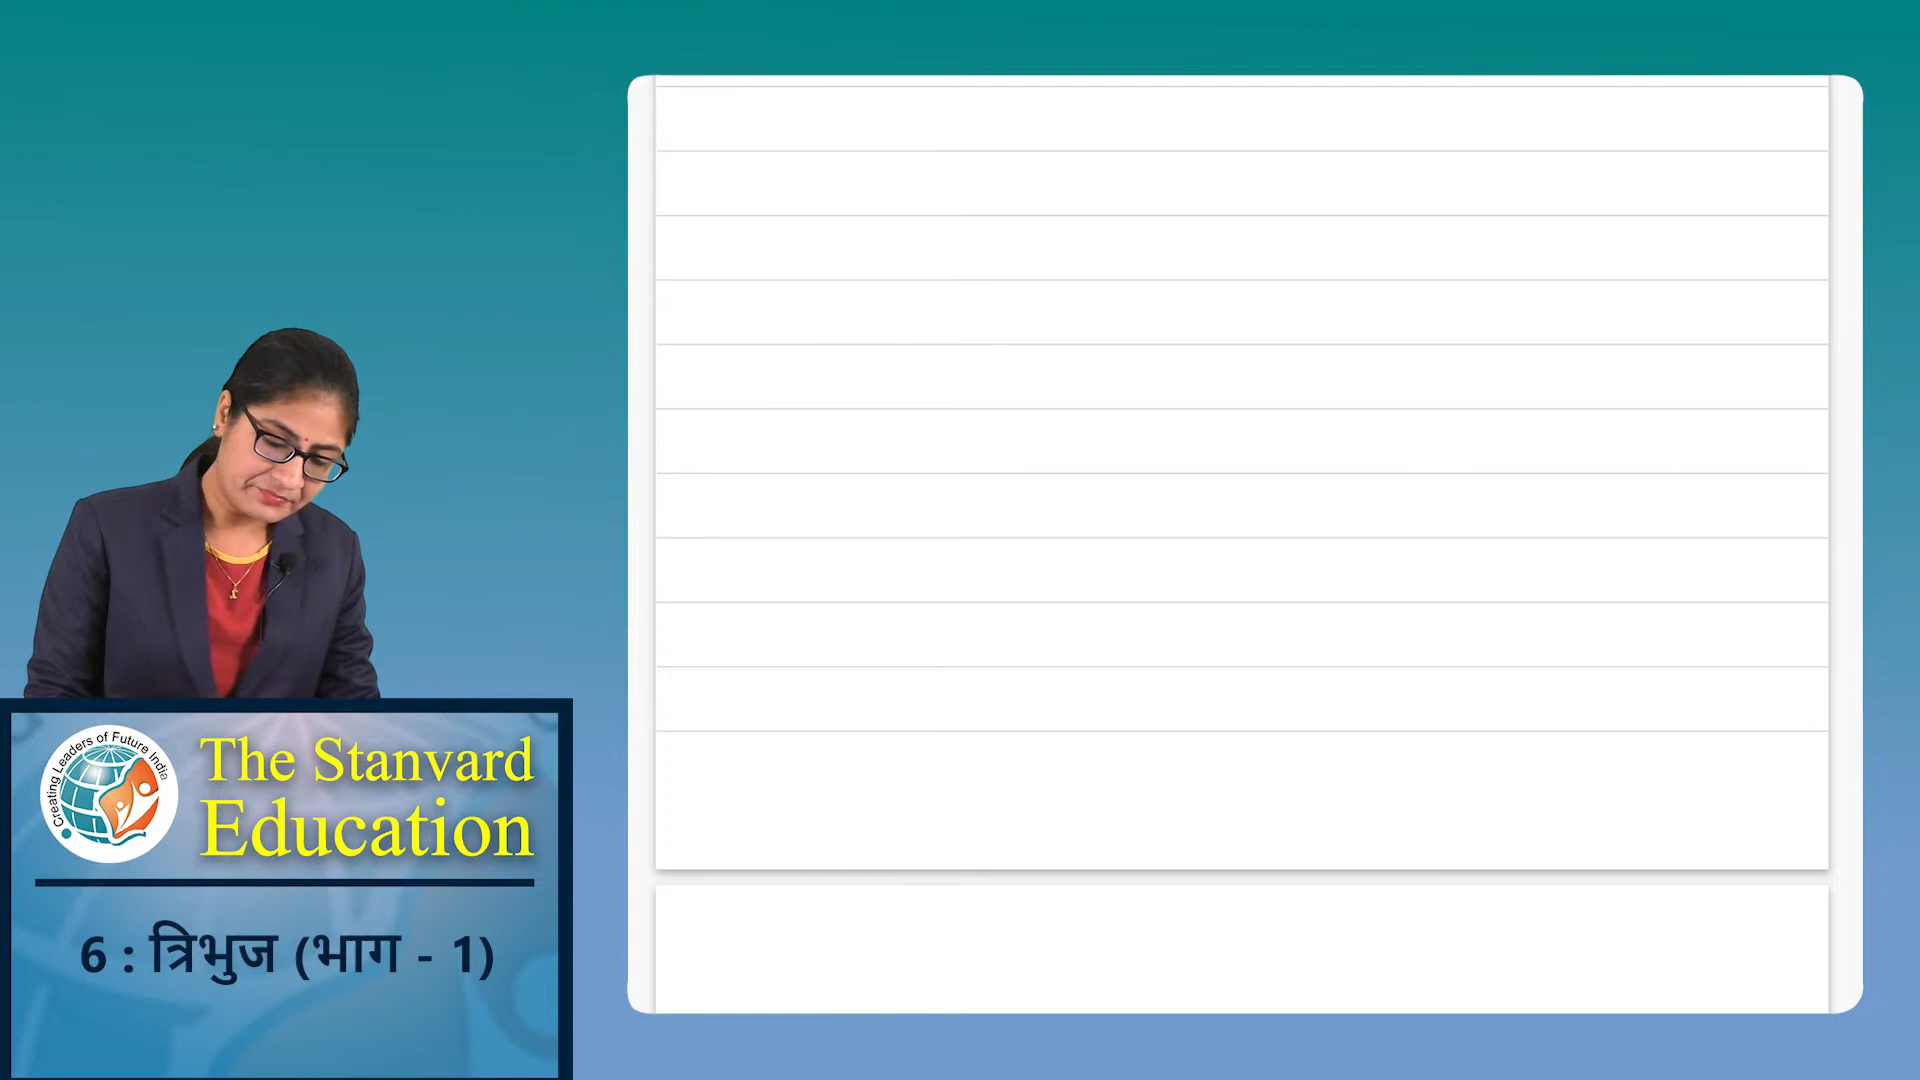 Creating Leaders of Future India
The Stanvard
Education
6 : त्रिभुज (भाग - 1)